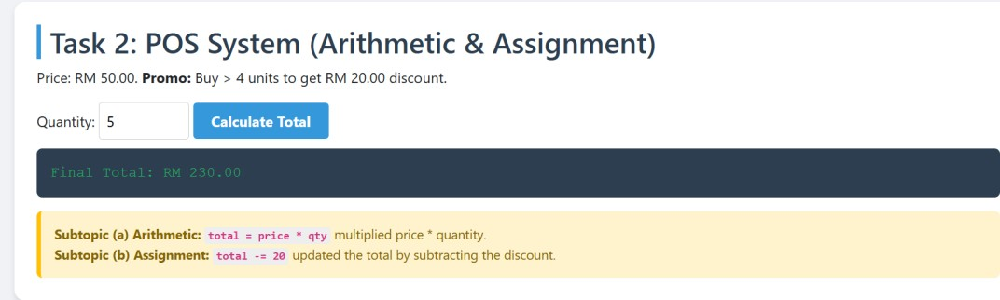 Task 2: POS System (Arithmetic & Assignment)
Price: RM 50.00. Promo: Buy > 4 units to get RM 20.00 discount.
Quantity: 5 Calculate Total
Final Total: RM 230.00
Subtopic (a) Arithmetic: total = price * qty multiplied price * quantity.
Subtopic (b) Assignment: total -= 20 updated the total by subtracting the discount.